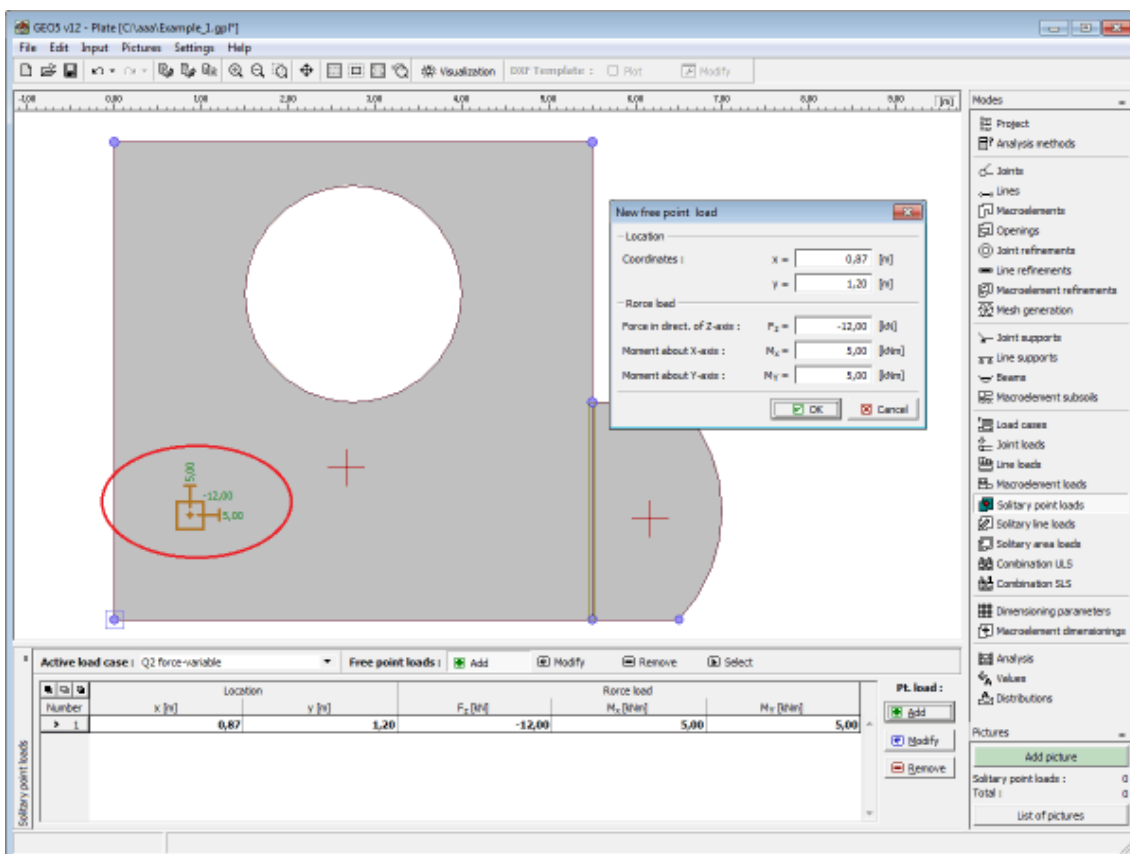 GEO5 v12 - Plate [C:\aaa\Example_1.gpl*]
File Edit Input Pictures Settings Help
Visualization DXF Template : Plot Modify
-1,00 0,00 1,00 2,00 3,00 4,00 5,00 6,00 7,00 8,00 9,00 [m]
New free point load
Location
Coordinates : x = 0,87 [m]
y = 1,20 [m]
Rorce load
Force in direct. of Z-axis : Fz = -12,00 [kN]
Moment about X-axis : Mx = 5,00 [kNm]
Moment about Y-axis : MY = 5,00 [kNm]
OK Cancel
5,00
-12,00
5,00
Modes
Project
Analysis methods
Joints
Lines
Macroelements
Openings
Joint refinements
Line refinements
Macroelement refinements
Mesh generation
Joint supports
Line supports
Beams
Macroelement subsoils
Load cases
Joint loads
Line loads
Macroelement loads
Solitary point loads
Solitary line loads
Solitary area loads
Combination ULS
Combination SLS
Dimensioning parameters
Macroelement dimensionings
Analysis
Values
Distributions
Pictures
Add picture
Solitary point loads : 0
Total : 0
List of pictures
Solitary point loads
Active load case : Q2 force-variable Free point loads : Add Modify Remove Select
Location Rorce load
Number x [m] y [m] Fz [kN] Mx [kNm] MY [kNm]
> 1 0,87 1,20 -12,00 5,00 5,00
Pt. load :
Add
Modify
Remove